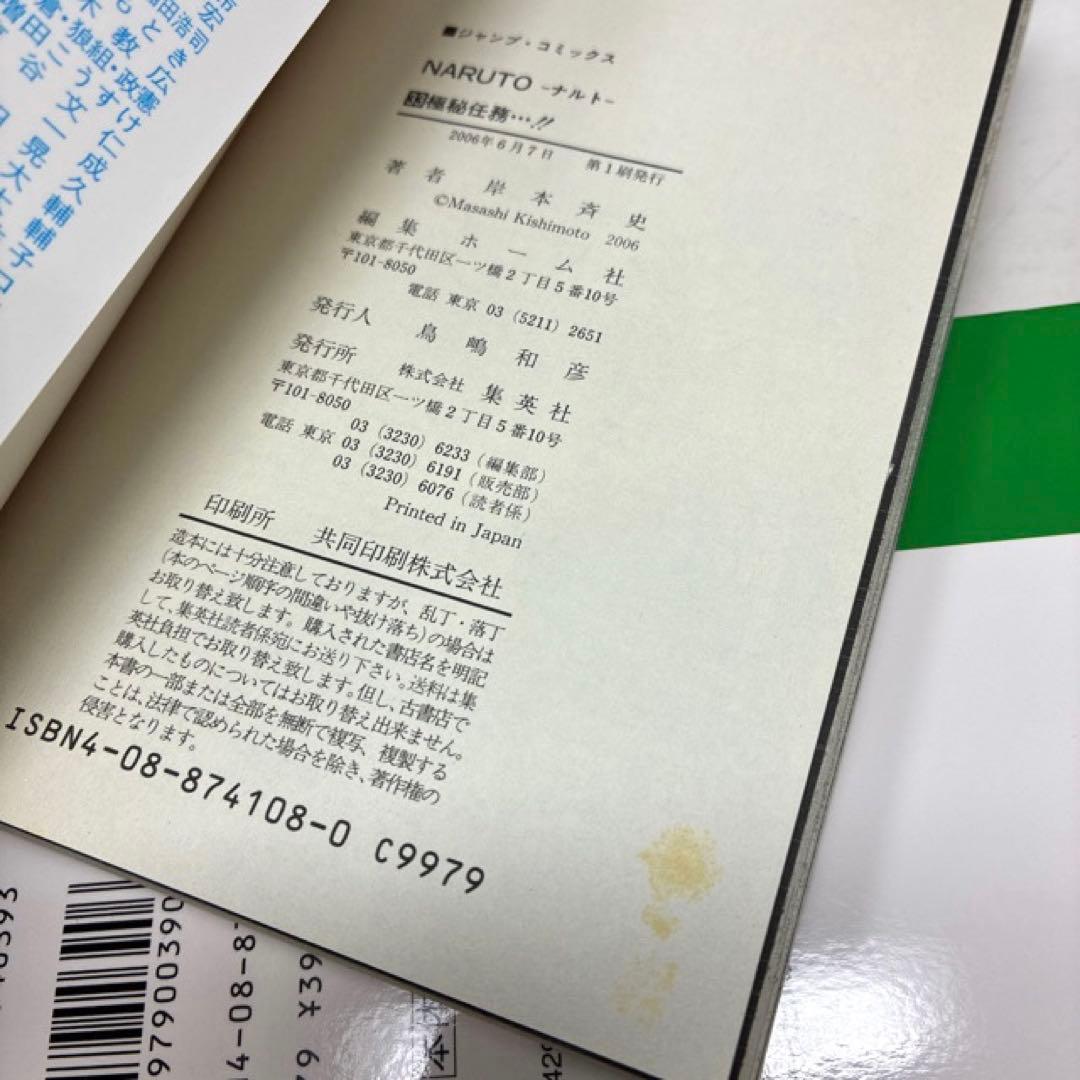 ■ジャンプ・コミックス
NARUTO -ナルト-
33極秘任務…!!
2006年6月7日 第1刷発行
著者 岸本斉史
©Masashi Kishimoto 2006
編集 ホーム社
東京都千代田区一ツ橋2丁目5番10号
〒101-8050
電話 東京 03 (5211) 2651
発行人 鳥嶋和彦
発行所 株式会社 集英社
東京都千代田区一ツ橋2丁目5番10号
〒101-8050
03 (3230) 6233 (編集部)
電話 東京 03 (3230) 6191 (販売部)
03 (3230) 6076 (読者係)
Printed in Japan
印刷所 共同印刷株式会社
造本には十分注意しておりますが、乱丁・落丁
(本のページ順序の間違いや抜け落ち)の場合は
お取り替え致します。購入された書店名を明記
して、集英社読者係宛にお送り下さい。送料は集
英社負担でお取り替え致します。但し、古書店で
購入したものについてはお取り替え出来ません。
本書の一部または全部を無断で複写、複製する
ことは、法律で認められた場合を除き、著作権の
侵害となります。
ISBN4-08-874108-0 C9979
9790039
4-08-8
9 ¥39